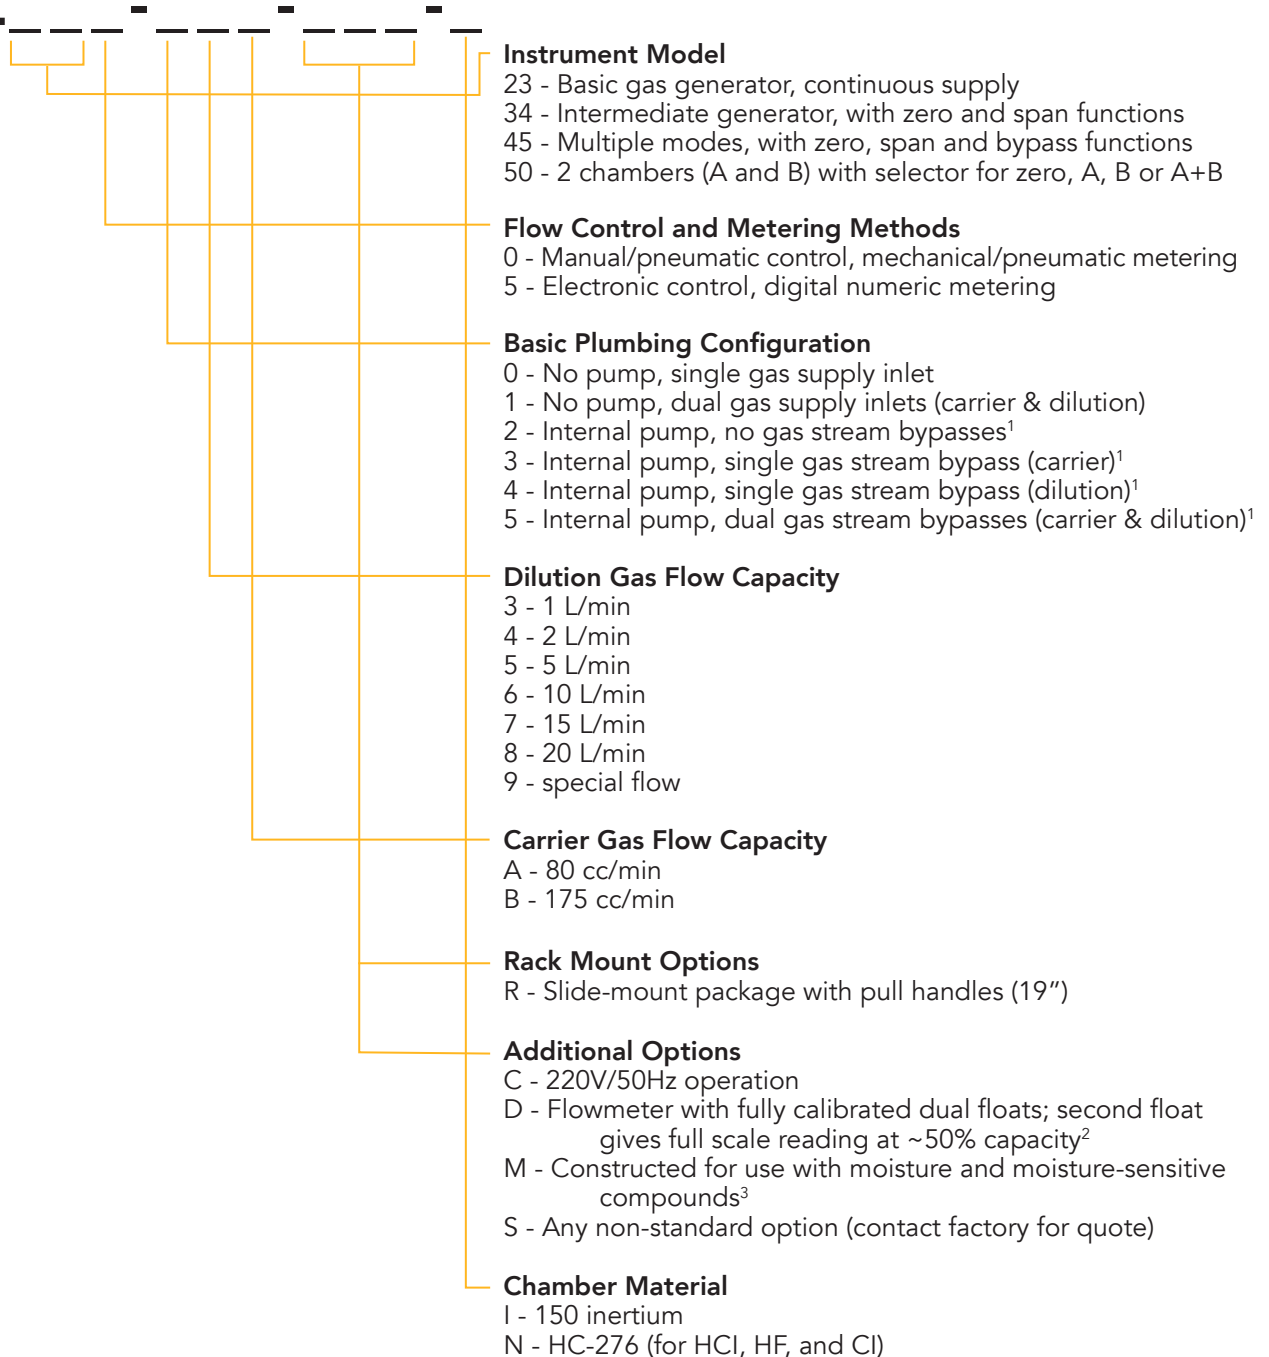 Instrument Model
23 - Basic gas generator, continuous supply
34 - Intermediate generator, with zero and span functions
45 - Multiple modes, with zero, span and bypass functions
50 - 2 chambers (A and B) with selector for zero, A, B or A+B
Flow Control and Metering Methods
0 - Manual/pneumatic control, mechanical/pneumatic metering
5 - Electronic control, digital numeric metering
Basic Plumbing Configuration
0 - No pump, single gas supply inlet
1 - No pump, dual gas supply inlets (carrier & dilution)
2 - Internal pump, no gas stream bypasses¹
3 - Internal pump, single gas stream bypass (carrier)¹
4 - Internal pump, single gas stream bypass (dilution)¹
5 - Internal pump, dual gas stream bypasses (carrier & dilution)¹
Dilution Gas Flow Capacity
3 - 1 L/min
4 - 2 L/min
5 - 5 L/min
6 - 10 L/min
7 - 15 L/min
8 - 20 L/min
9 - special flow
Carrier Gas Flow Capacity
A - 80 cc/min
B - 175 cc/min
Rack Mount Options
R - Slide-mount package with pull handles (19”)
Additional Options
C - 220V/50Hz operation
D - Flowmeter with fully calibrated dual floats; second float
gives full scale reading at ~50% capacity²
M - Constructed for use with moisture and moisture-sensitive
compounds³
S - Any non-standard option (contact factory for quote)
Chamber Material
I - 150 inertium
N - HC-276 (for HCI, HF, and CI)